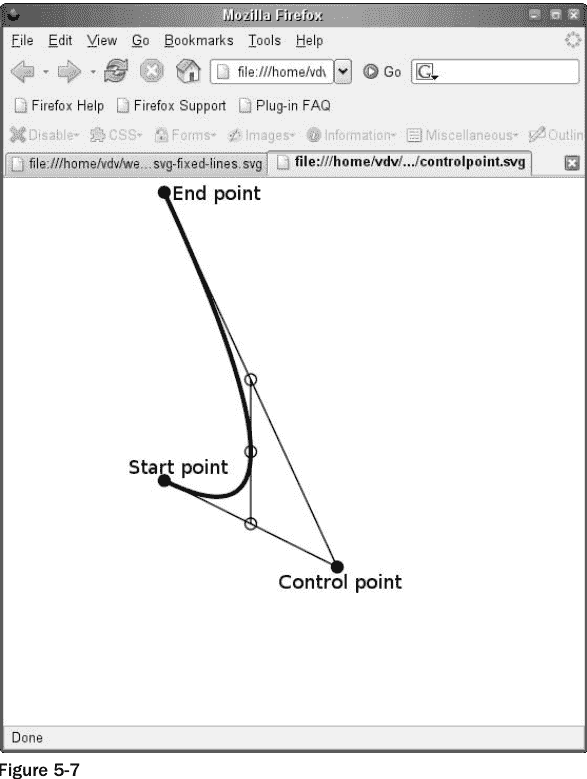 Mozilla Firefox
File Edit View Go Bookmarks Tools Help
file:///home/vd\ Go G
Firefox Help Firefox Support Plug-in FAQ
Disable CSS Forms Images Information Miscellaneous Outlin
file:///home/vdv/we...svg-fixed-lines.svg file:///home/vdv/.../controlpoint.svg
End point
Start point
Control point
Done
Figure 5-7